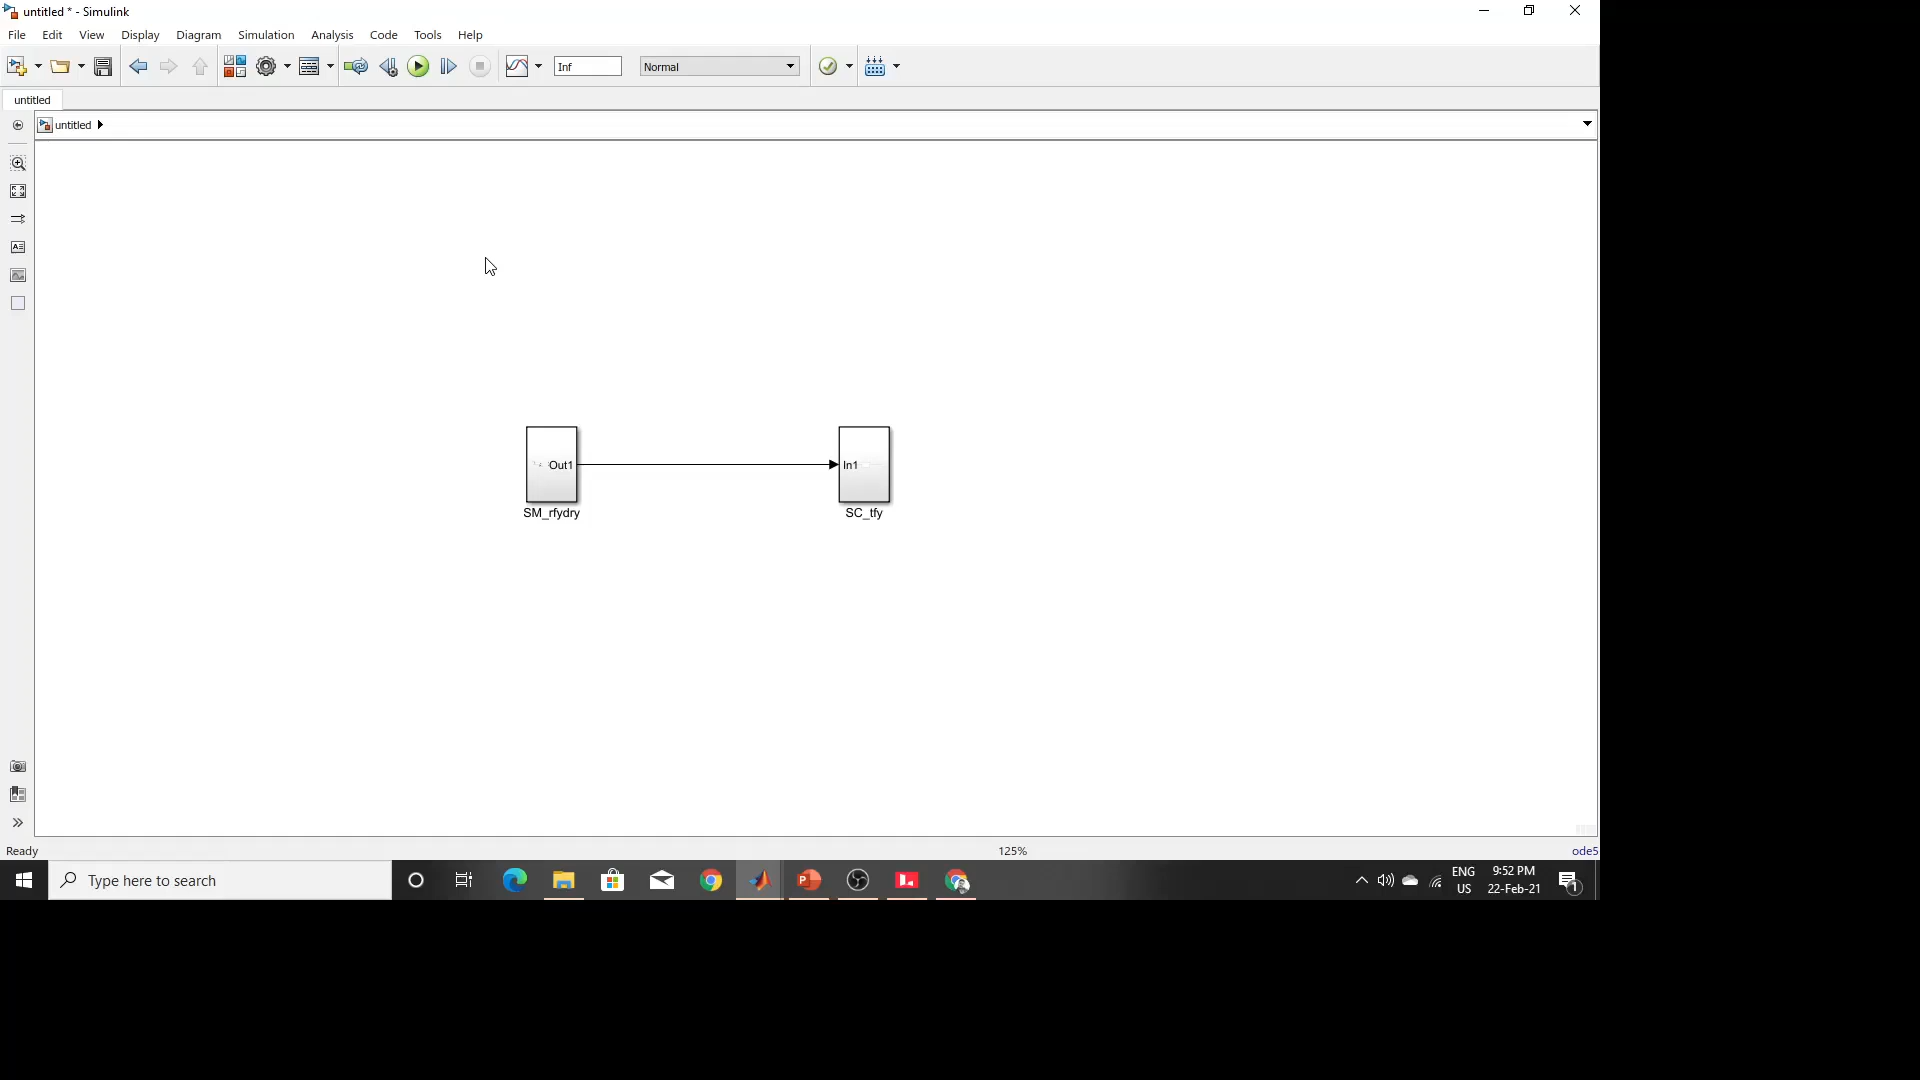 untitled * - Simulink
File Edit View Display Diagram Simulation Analysis Code Tools Help
Inf Normal
untitled
untitled
Out1 In1
SM_rfydry SC_tfy
Ready 125% ode5
Type here to search
ENG 9:52 PM
US 22-Feb-21 1